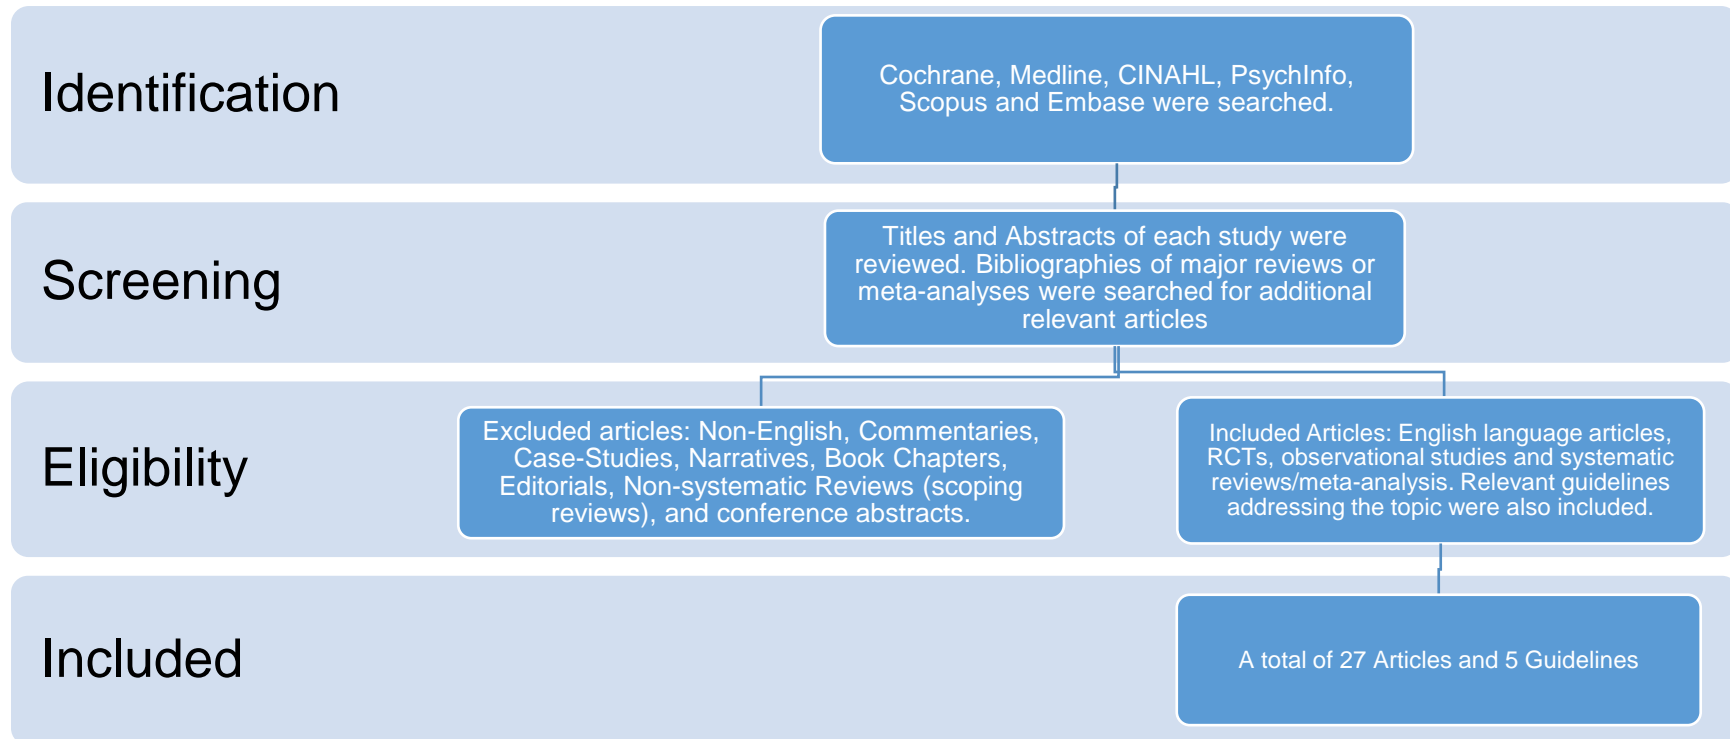 Identification
Cochrane, Medline, CINAHL, PsychInfo,
Scopus and Embase were searched.
Screening
Titles and Abstracts of each study were
reviewed. Bibliographies of major reviews or
meta-analyses were searched for additional
relevant articles
Eligibility
Excluded articles: Non-English, Commentaries,
Case-Studies, Narratives, Book Chapters,
Editorials, Non-systematic Reviews (scoping
reviews), and conference abstracts.
Included Articles: English language articles,
RCTs, observational studies and systematic
reviews/meta-analysis. Relevant guidelines
addressing the topic were also included.
Included
A total of 27 Articles and 5 Guidelines